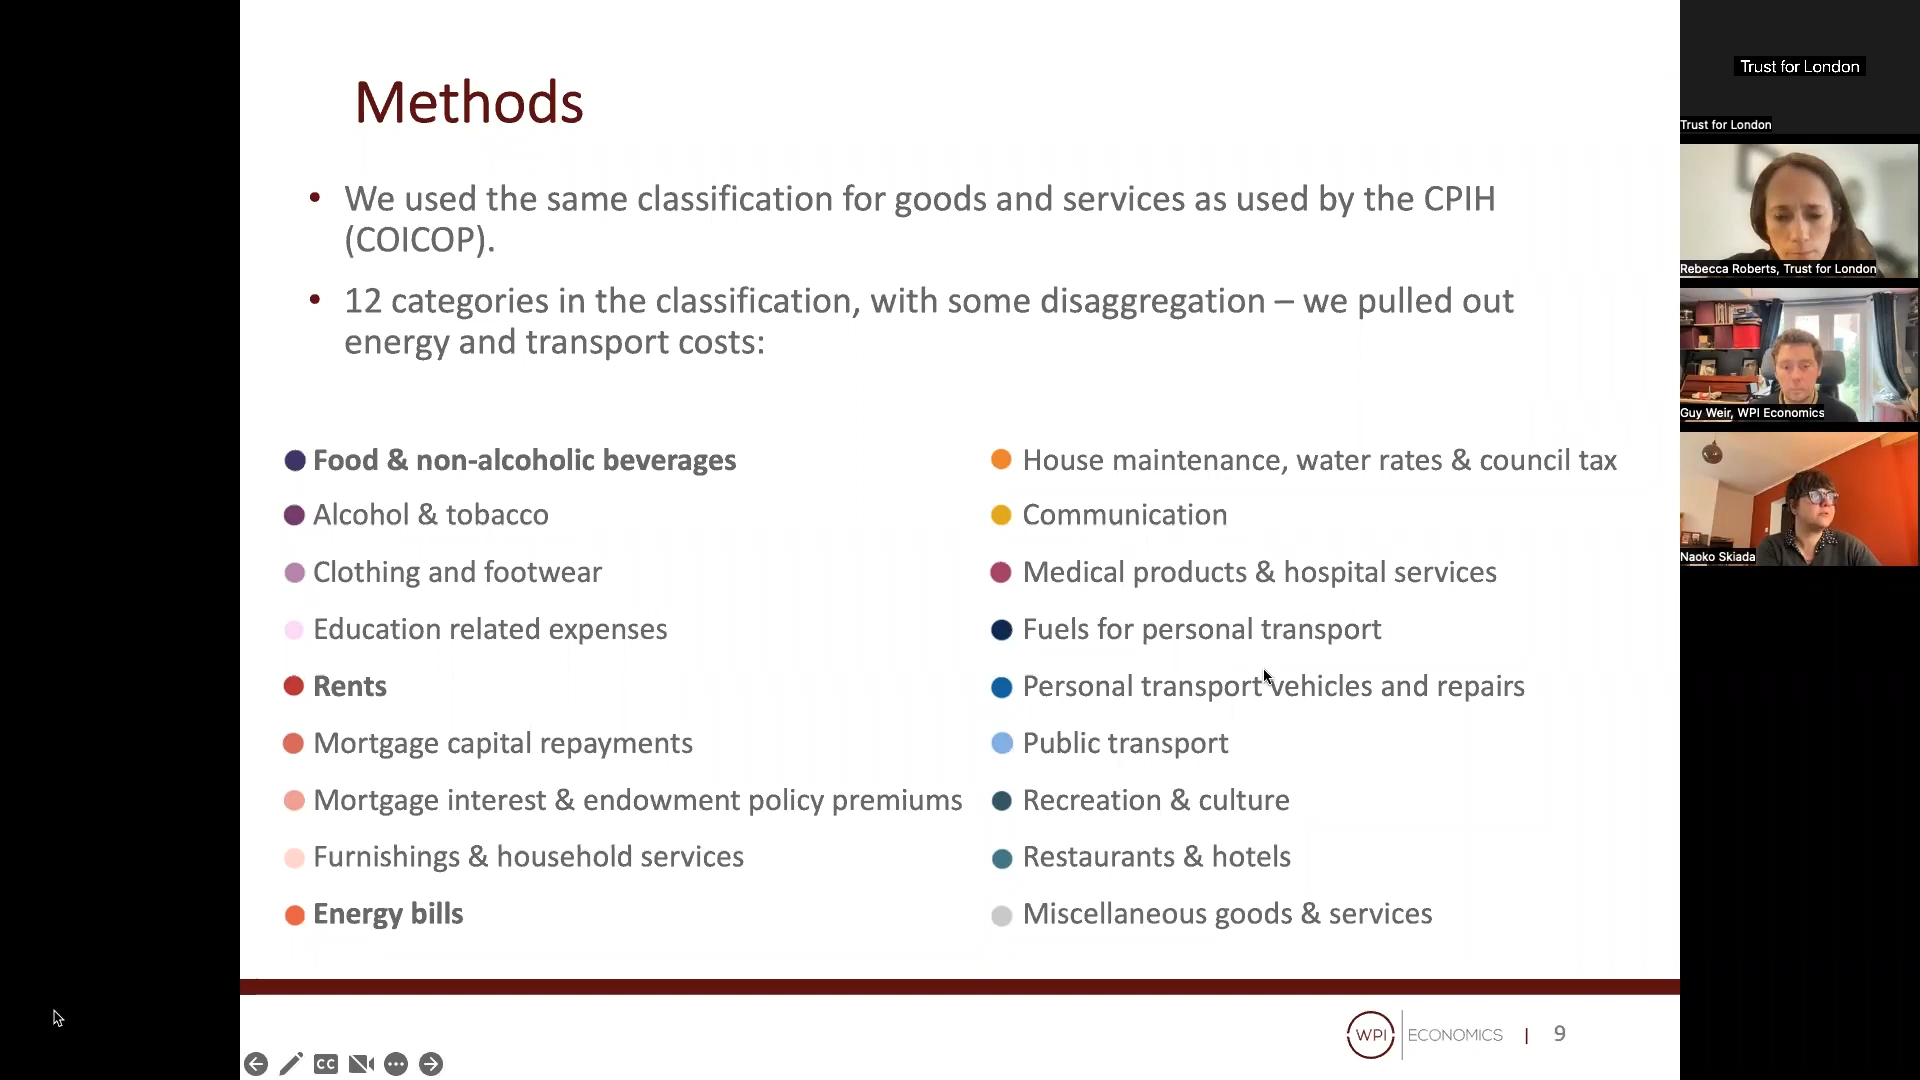 Methods
• We used the same classification for goods and services as used by the CPIH
(COICOP).
• 12 categories in the classification, with some disaggregation – we pulled out
energy and transport costs:
Food & non-alcoholic beverages
Alcohol & tobacco
Clothing and footwear
Education related expenses
Rents
Mortgage capital repayments
Mortgage interest & endowment policy premiums
Furnishings & household services
Energy bills
House maintenance, water rates & council tax
Communication
Medical products & hospital services
Fuels for personal transport
Personal transport vehicles and repairs
Public transport
Recreation & culture
Restaurants & hotels
Miscellaneous goods & services
WPI ECONOMICS | 9
CC
Trust for London
Trust for London
Rebecca Roberts, Trust for London
Guy Weir, WPI Economics
Naoko Skiada